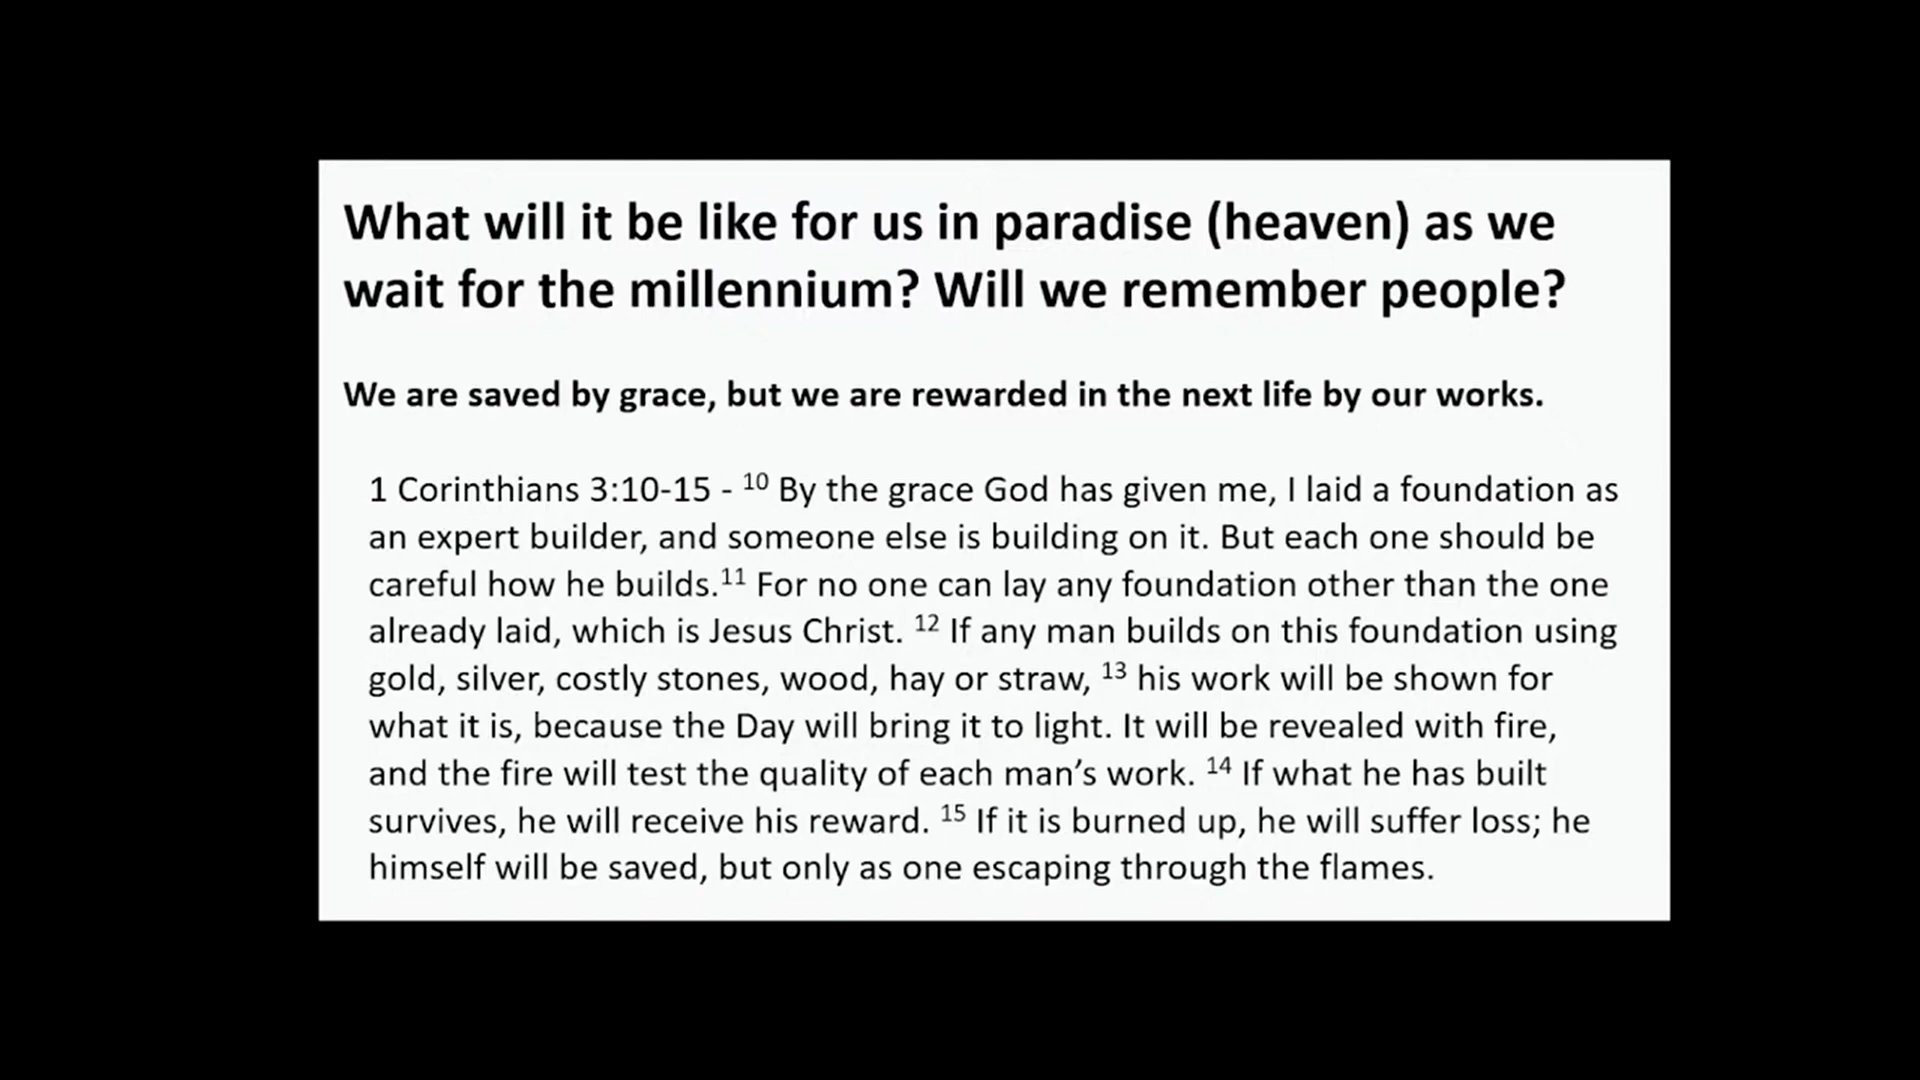 What will it be like for us in paradise (heaven) as we
wait for the millennium? Will we remember people?
We are saved by grace, but we are rewarded in the next life by our works.
1 Corinthians 3:10-15 - 10 By the grace God has given me, I laid a foundation as
an expert builder, and someone else is building on it. But each one should be
careful how he builds.11 For no one can lay any foundation other than the one
already laid, which is Jesus Christ. 12 If any man builds on this foundation using
gold, silver, costly stones, wood, hay or straw, 13 his work will be shown for
what it is, because the Day will bring it to light. It will be revealed with fire,
and the fire will test the quality of each man’s work. 14 If what he has built
survives, he will receive his reward. 15 If it is burned up, he will suffer loss; he
himself will be saved, but only as one escaping through the flames.